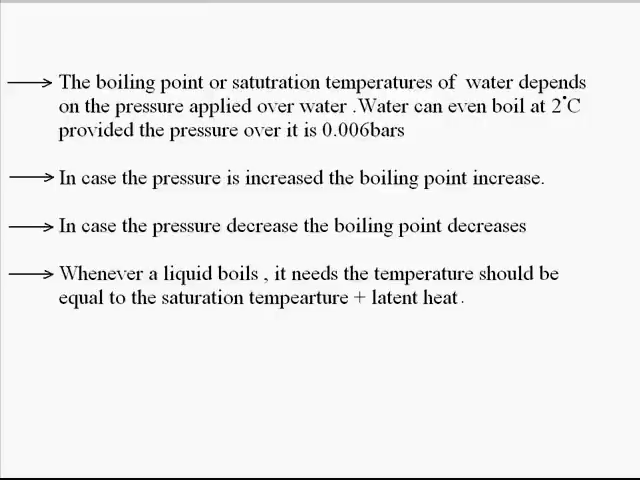 The boiling point or satutration temperatures of water depends
on the pressure applied over water .Water can even boil at 2°C
provided the pressure over it is 0.006bars
In case the pressure is increased the boiling point increase.
In case the pressure decrease the boiling point decreases
Whenever a liquid boils , it needs the temperature should be
equal to the saturation tempearture + latent heat.